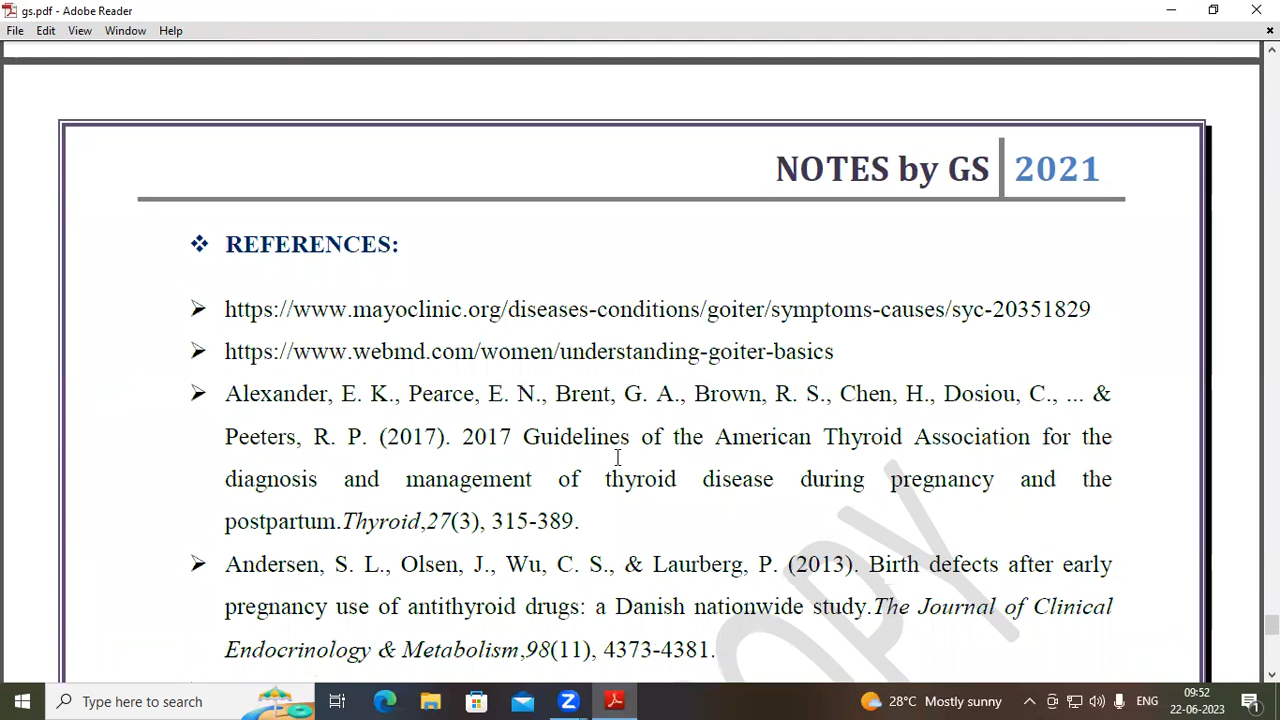 gs.pdf - Adobe Reader
File Edit View Window Help
NOTES by GS 2021
REFERENCES:
https://www.mayoclinic.org/diseases-conditions/goiter/symptoms-causes/syc-20351829
https://www.webmd.com/women/understanding-goiter-basics
Alexander, E. K., Pearce, E. N., Brent, G. A., Brown, R. S., Chen, H., Dosiou, C., ... &
Peeters, R. P. (2017). 2017 Guidelines of the American Thyroid Association for the
diagnosis and management of thyroid disease during pregnancy and the
postpartum.Thyroid,27(3), 315-389.
Andersen, S. L., Olsen, J., Wu, C. S., & Laurberg, P. (2013). Birth defects after early
pregnancy use of antithyroid drugs: a Danish nationwide study.The Journal of Clinical
Endocrinology & Metabolism,98(11), 4373-4381.
OPY
Type here to search
28°C Mostly sunny
ENG
09:52
22-06-2023
1